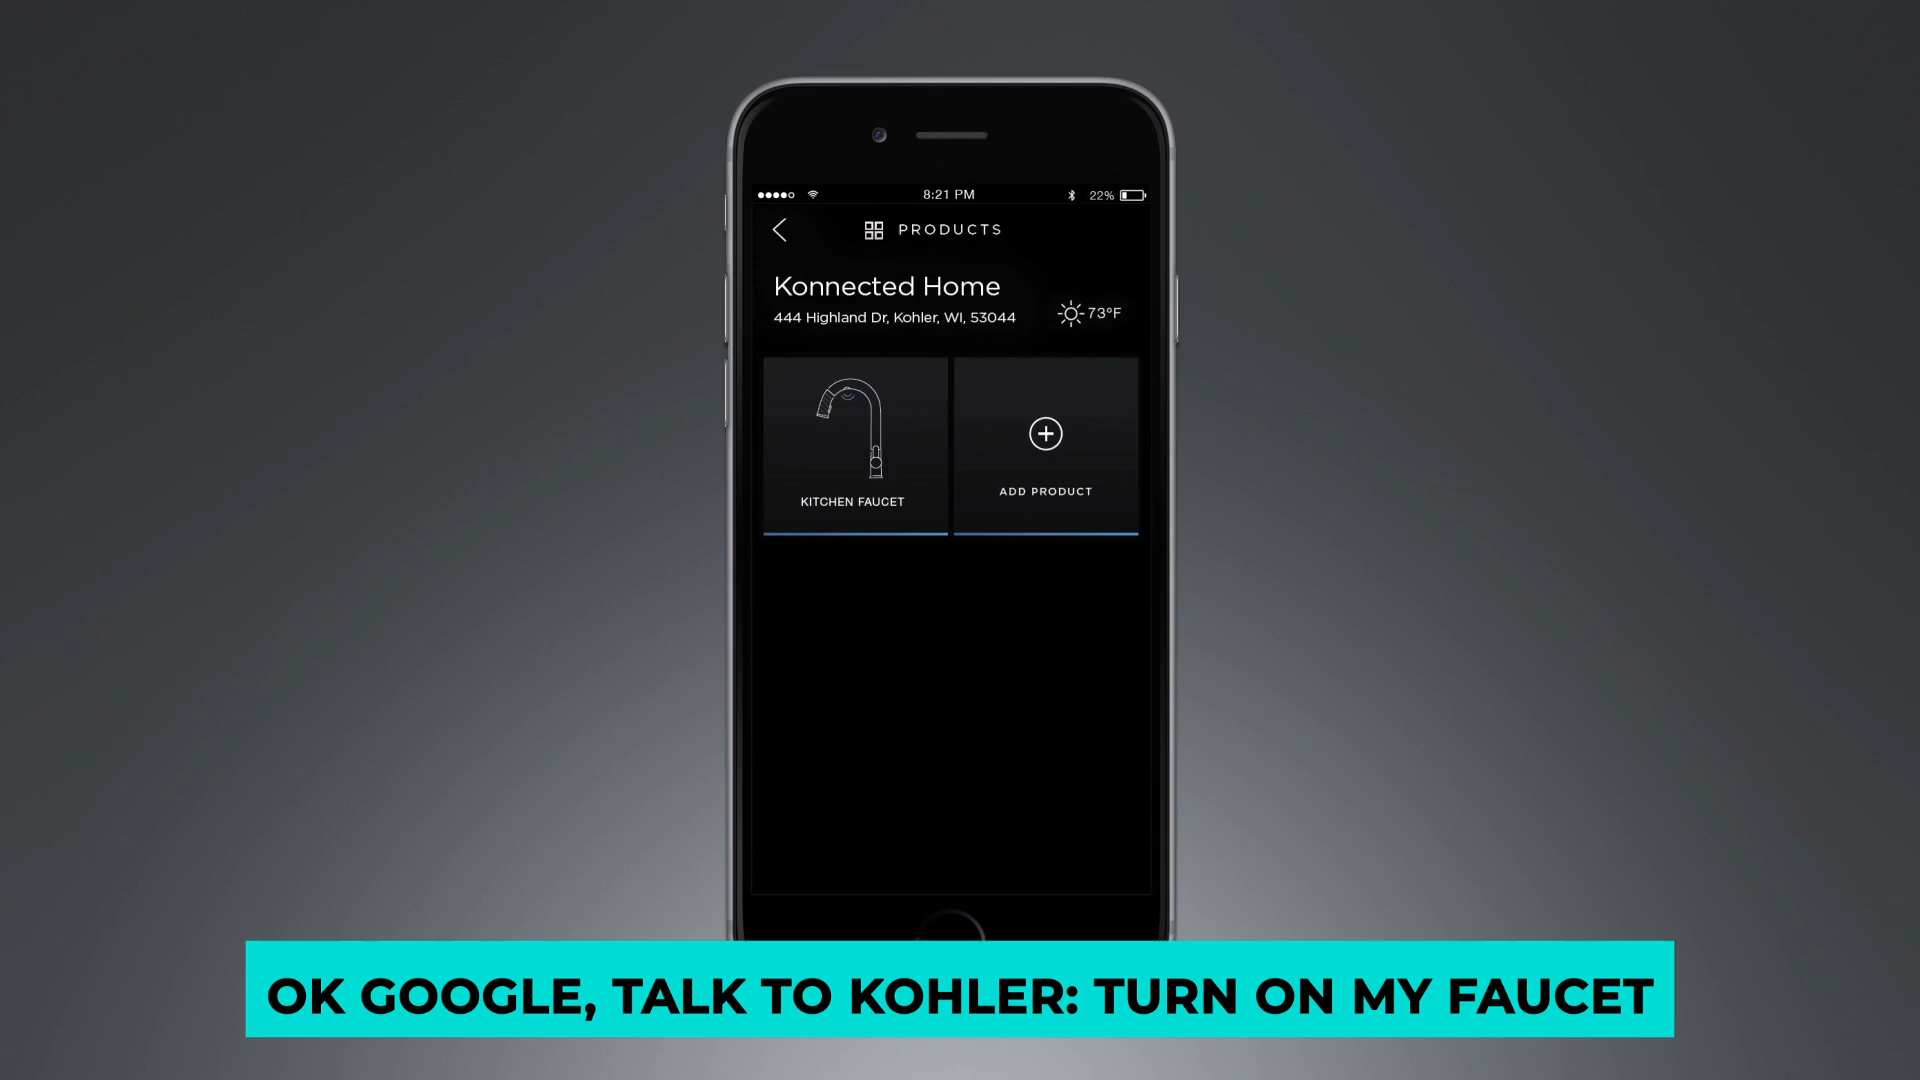 8:21 PM
22%
PRODUCTS
Konnected Home
444 Highland Dr, Kohler, WI, 53044
73°F
KITCHEN FAUCET
ADD PRODUCT
OK GOOGLE, TALK TO KOHLER: TURN ON MY FAUCET